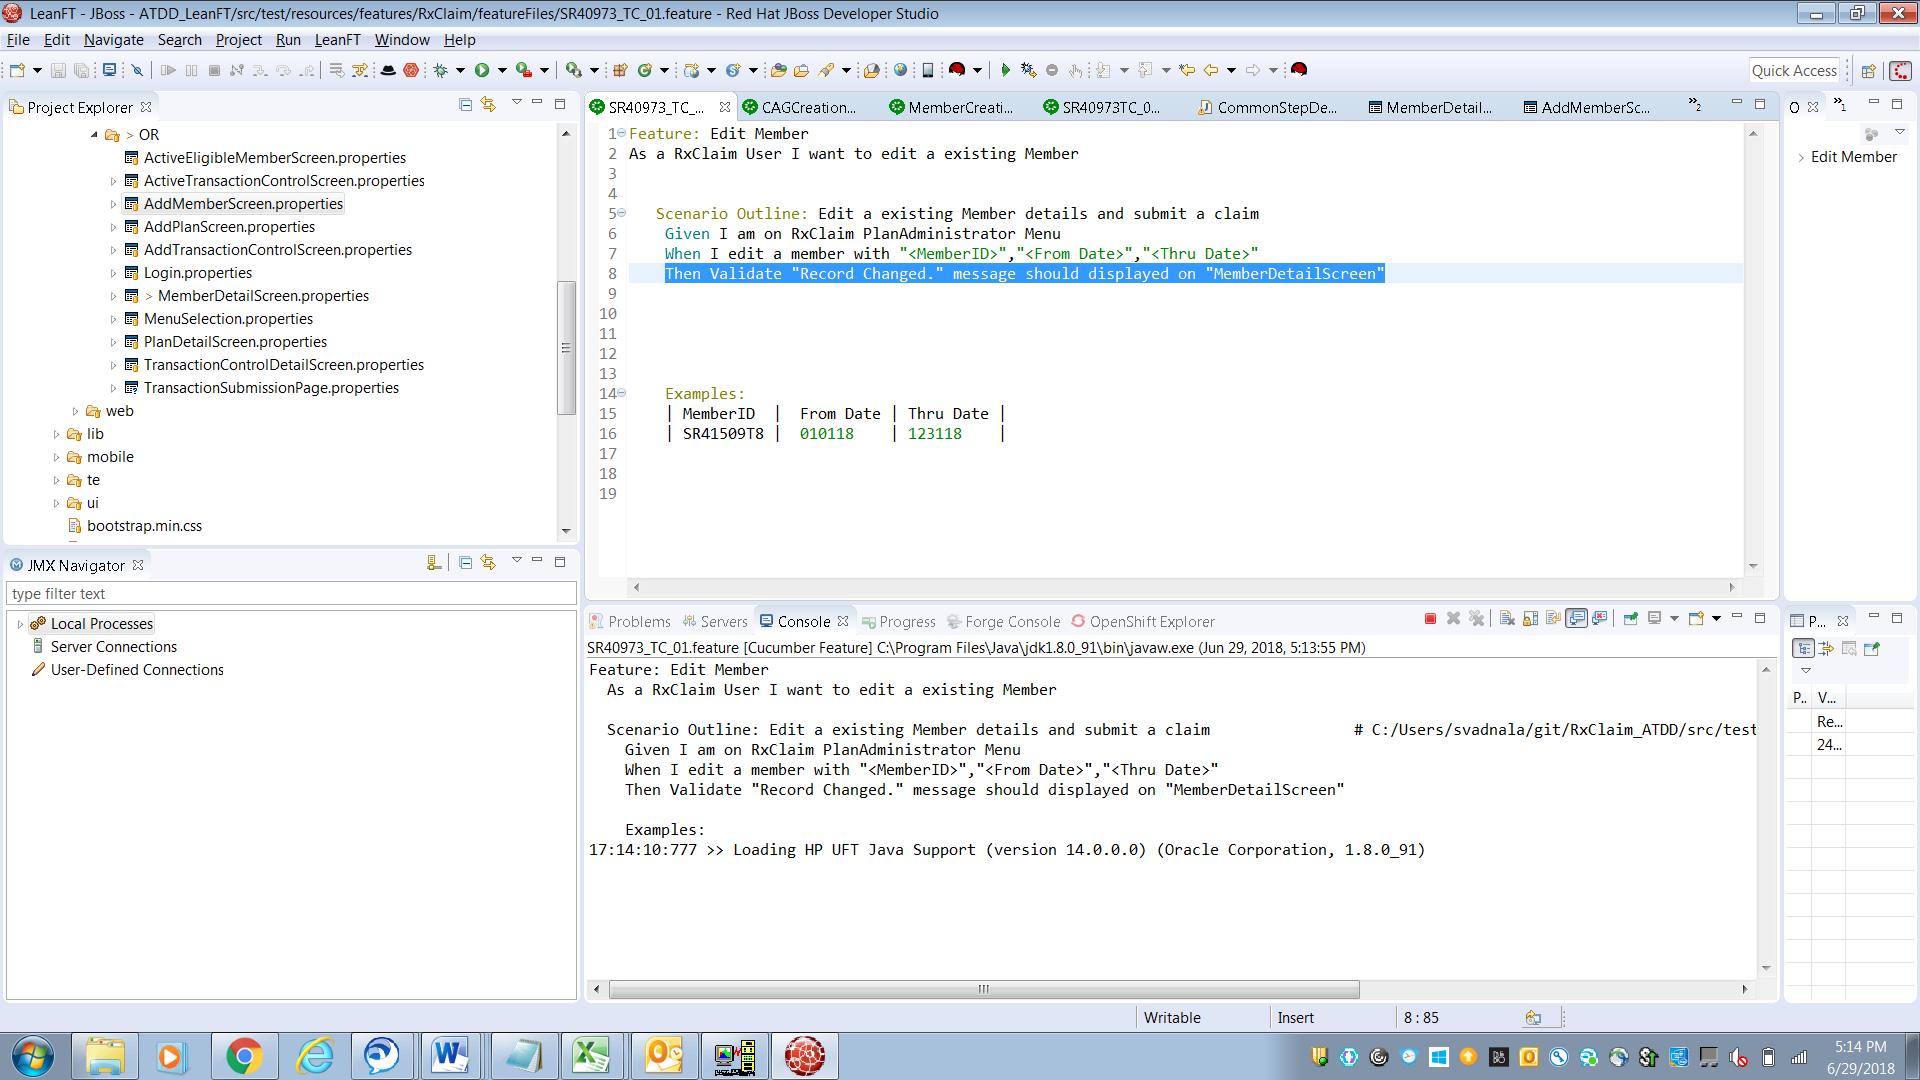 LeanFT - JBoss - ATDD_LeanFT/src/test/resources/features/RxClaim/featureFiles/SR40973_TC_01.feature - Red Hat JBoss Developer Studio
File Edit Navigate Search Project Run LeanFT Window Help
Quick Access
Project Explorer
> OR
ActiveEligibleMemberScreen.properties
ActiveTransactionControlScreen.properties
AddMemberScreen.properties
AddPlanScreen.properties
AddTransactionControlScreen.properties
Login.properties
> MemberDetailScreen.properties
MenuSelection.properties
PlanDetailScreen.properties
TransactionControlDetailScreen.properties
TransactionSubmissionPage.properties
web
lib
mobile
te
ui
bootstrap.min.css
JMX Navigator
type filter text
Local Processes
Server Connections
User-Defined Connections
SR40973_TC_... CAGCreation... MemberCreati... SR40973TC_0... CommonStepDe... MemberDetail... AddMemberSc... »2
1 Feature: Edit Member
2 As a RxClaim User I want to edit a existing Member
3
4
5 Scenario Outline: Edit a existing Member details and submit a claim
6 Given I am on RxClaim PlanAdministrator Menu
7 When I edit a member with "<MemberID>","<From Date>","<Thru Date>"
8 Then Validate "Record Changed." message should displayed on "MemberDetailScreen"
9
10
11
12
13
14 Examples:
15 | MemberID | From Date | Thru Date |
16 | SR41509T8 | 010118 | 123118 |
17
18
19
O »1
> Edit Member
Problems Servers Console Progress Forge Console OpenShift Explorer
SR40973_TC_01.feature [Cucumber Feature] C:\Program Files\Java\jdk1.8.0_91\bin\javaw.exe (Jun 29, 2018, 5:13:55 PM)
Feature: Edit Member
As a RxClaim User I want to edit a existing Member
Scenario Outline: Edit a existing Member details and submit a claim # C:/Users/svadnala/git/RxClaim_ATDD/src/test
Given I am on RxClaim PlanAdministrator Menu
When I edit a member with "<MemberID>","<From Date>","<Thru Date>"
Then Validate "Record Changed." message should displayed on "MemberDetailScreen"
Examples:
17:14:10:777 >> Loading HP UFT Java Support (version 14.0.0.0) (Oracle Corporation, 1.8.0_91)
P...
P.. V...
Re...
24...
Writable Insert 8 : 85
5:14 PM
6/29/2018